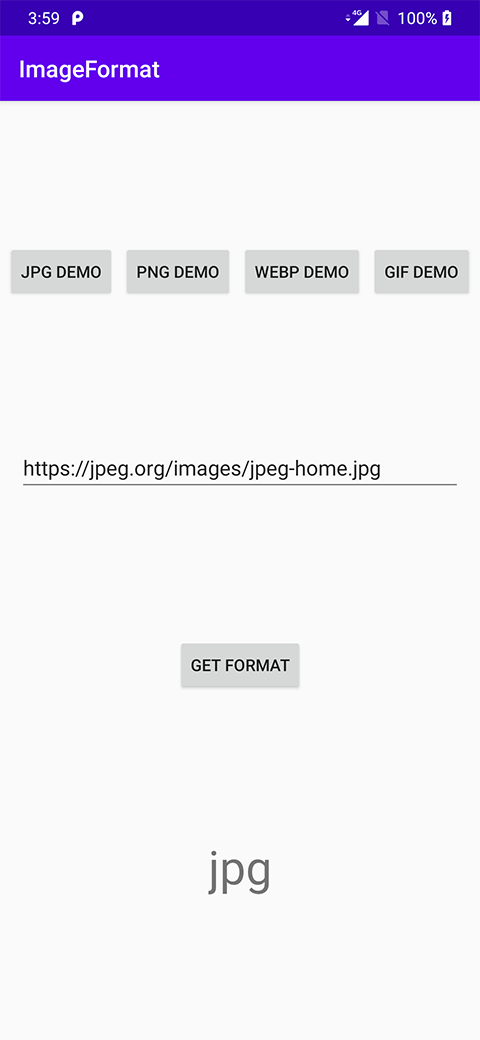 3:59 4G 100%
ImageFormat
JPG DEMO PNG DEMO WEBP DEMO GIF DEMO
https://jpeg.org/images/jpeg-home.jpg
GET FORMAT
jpg